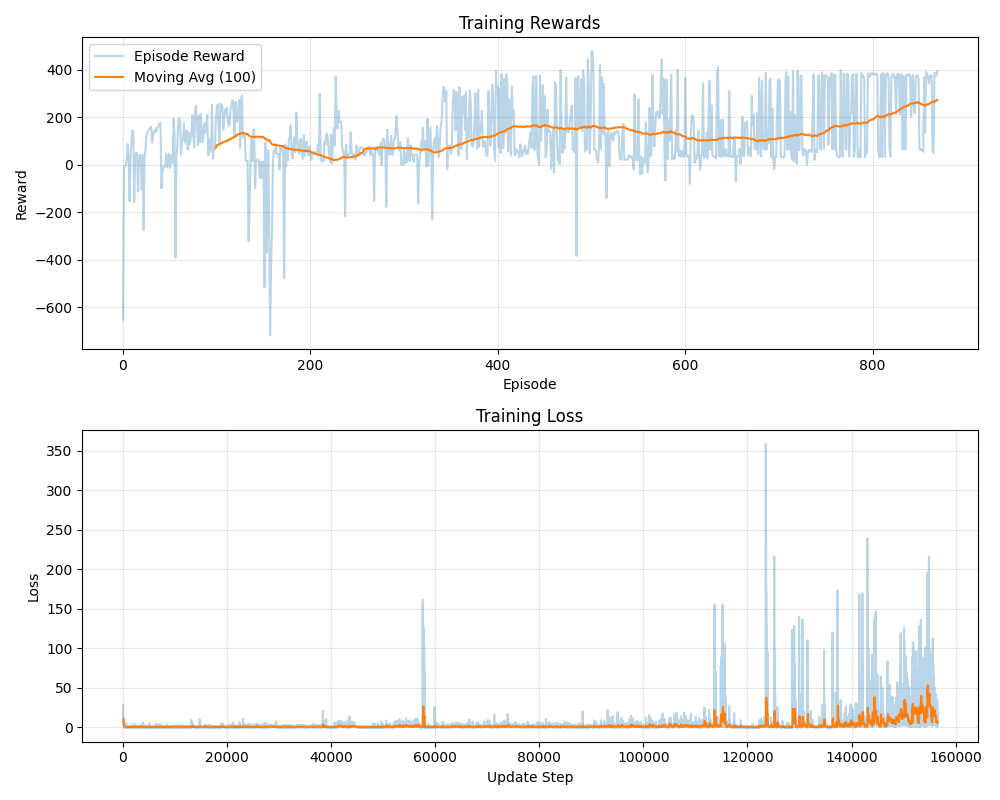 Training Rewards
Episode Reward
Moving Avg (100)
400
200
0
−200
−400
−600
Reward
0 200 400 600 800
Episode
Training Loss
350
300
250
200
150
100
50
0
Loss
0 20000 40000 60000 80000 100000 120000 140000 160000
Update Step